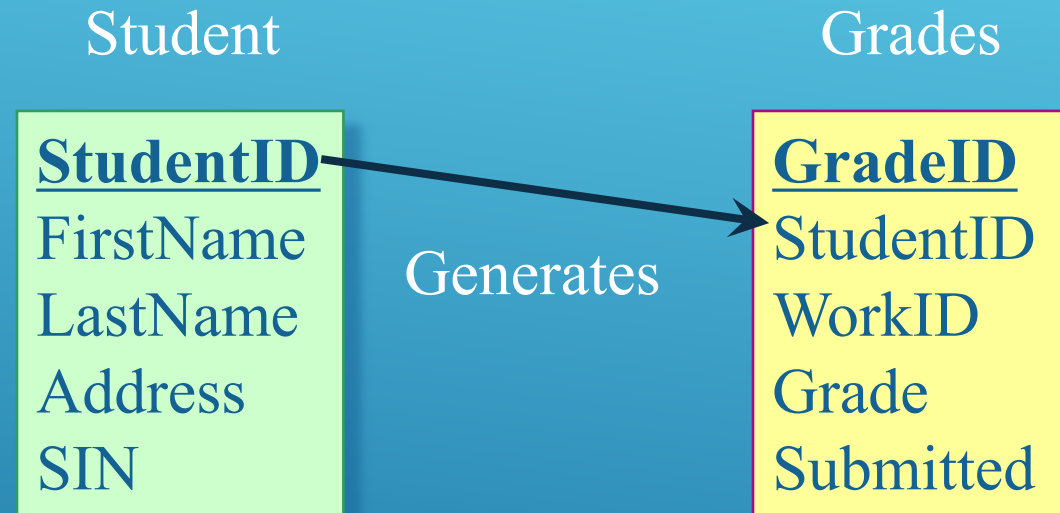 Student
Grades
StudentID
FirstName
LastName
Address
SIN
Generates
GradeID
StudentID
WorkID
Grade
Submitted